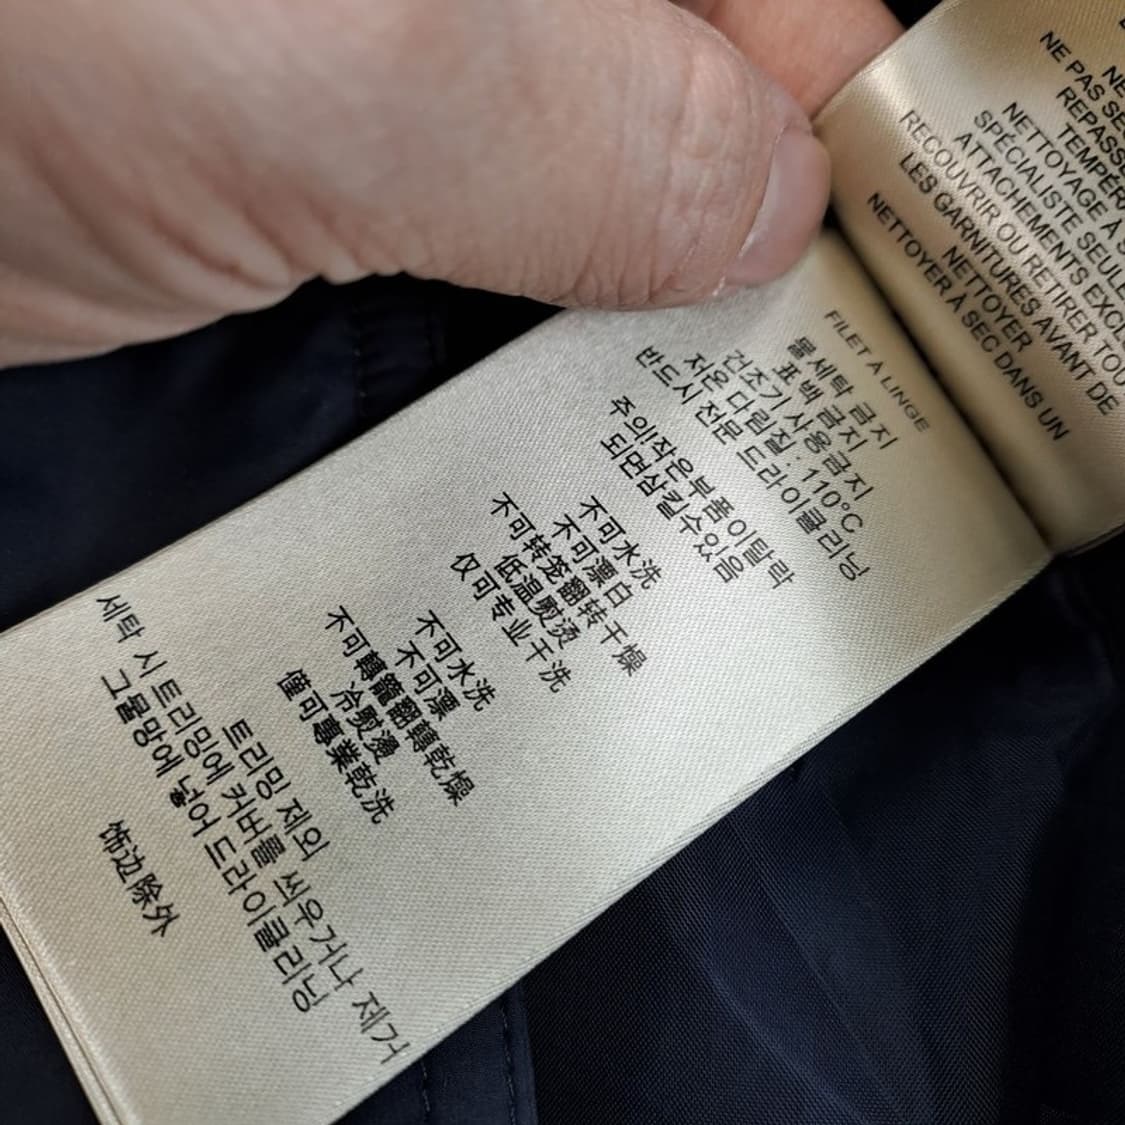 NE PAS
REPASS
TEMPÉR
NETTOYAGE À
SPÉCIALISTE SEULE
ATTACHEMENTS EXCL
RECOUVRIR OU RETIRER TOU
LES GARNITURES AVANT DE
NETTOYER
NETTOYER À SEC DANS UN
FILET À LINGE
물세탁 금지
표백 금지
건조기 사용금지
저온 다림질 : 110°C
반드시 전문 드라이클리닝
주의!작은부품이탈락
되면삼킬수있음
不可水洗
不可漂白
不可转笼翻转干燥
低温熨烫
仅可专业干洗
不可水洗
不可漂
不可轉籠翻轉乾燥
冷熨燙
僅可專業乾洗
트리밍 제외
세탁 시 트리밍에 커버를 씌우거나 제거
그물망에 넣어 드라이클리닝
饰边除外